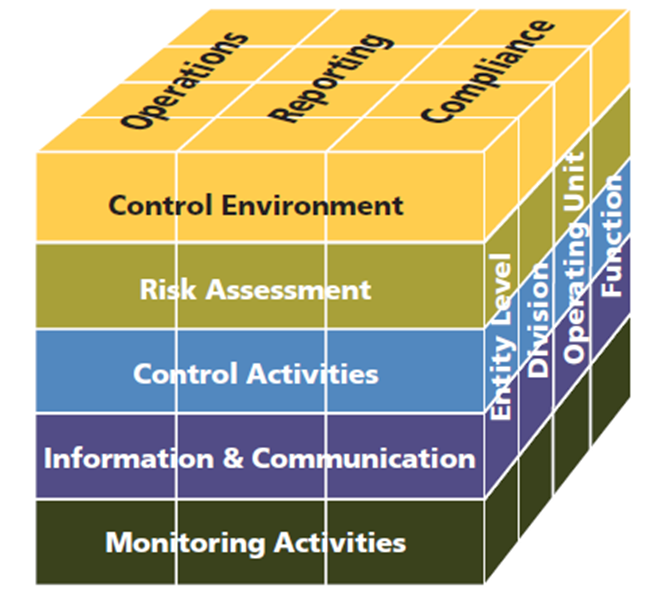 Operations
Reporting
Compliance
Control Environment
Risk Assessment
Control Activities
Information & Communication
Monitoring Activities
Entity Level
Division
Operating Unit
Function